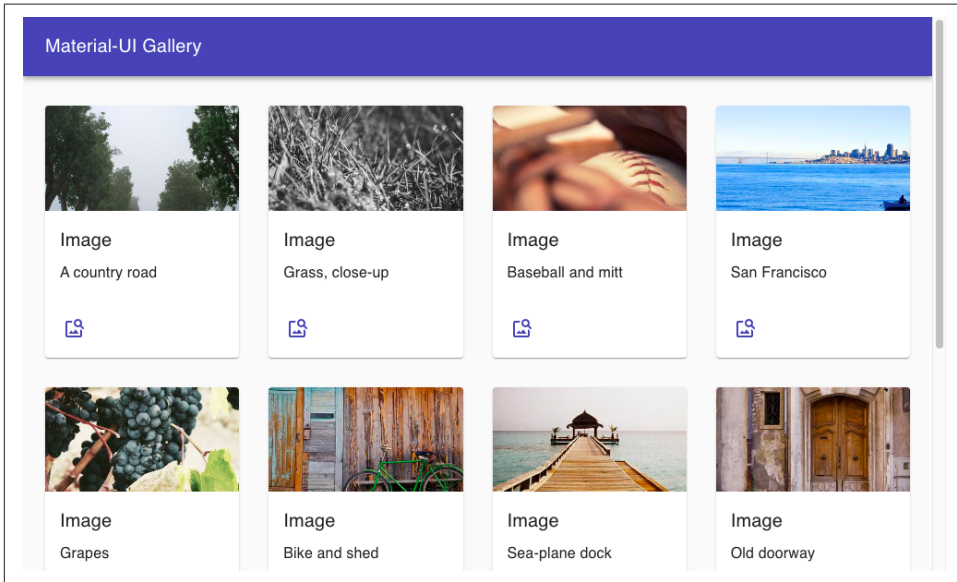 Material-UI Gallery
Image
A country road
Image
Grass, close-up
Image
Baseball and mitt
Image
San Francisco
Image
Grapes
Image
Bike and shed
Image
Sea-plane dock
Image
Old doorway